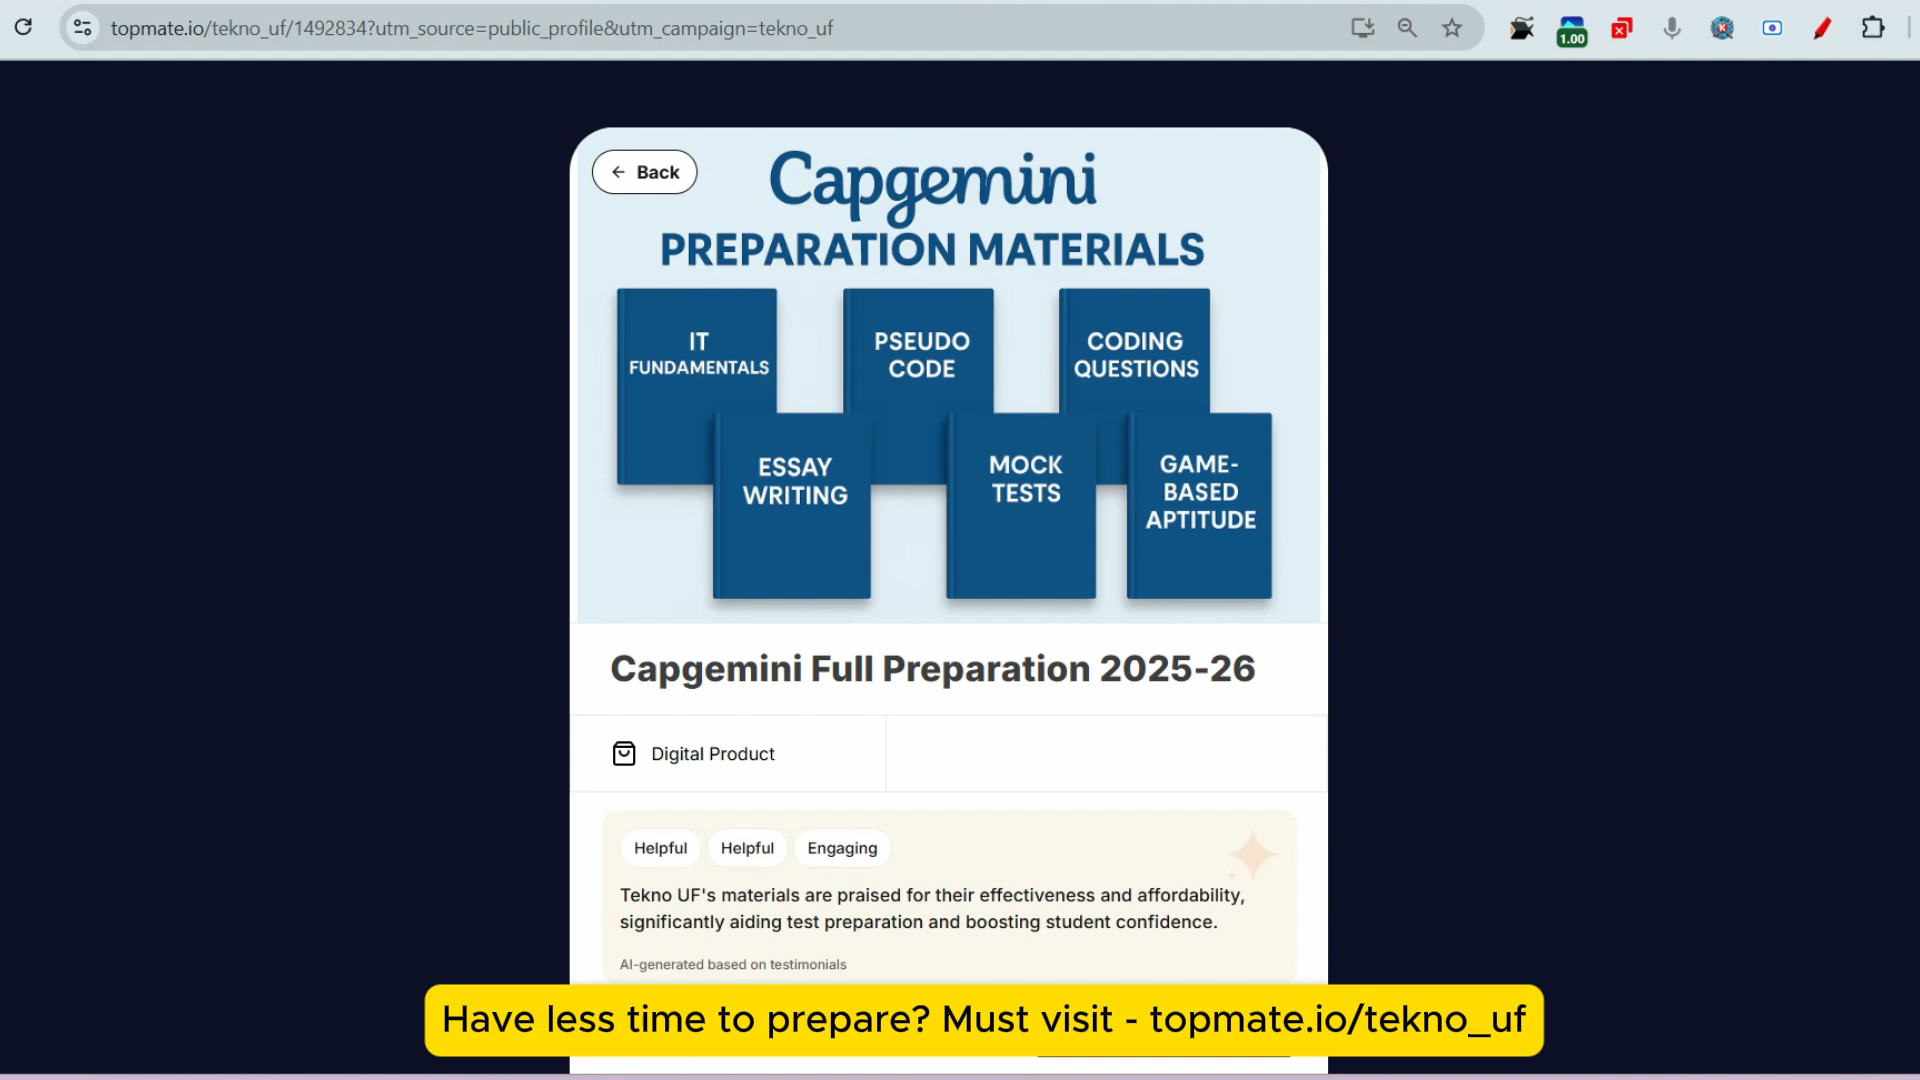 topmate.io/tekno_uf/1492834?utm_source=public_profile&utm_campaign=tekno_uf
1.00
Back
Capgemini
PREPARATION MATERIALS
IT
FUNDAMENTALS
PSEUDO
CODE
CODING
QUESTIONS
ESSAY
WRITING
MOCK
TESTS
GAME-
BASED
APTITUDE
Capgemini Full Preparation 2025-26
Digital Product
Helpful
Helpful
Engaging
Tekno UF's materials are praised for their effectiveness and affordability,
significantly aiding test preparation and boosting student confidence.
AI-generated based on testimonials
Have less time to prepare? Must visit - topmate.io/tekno_uf